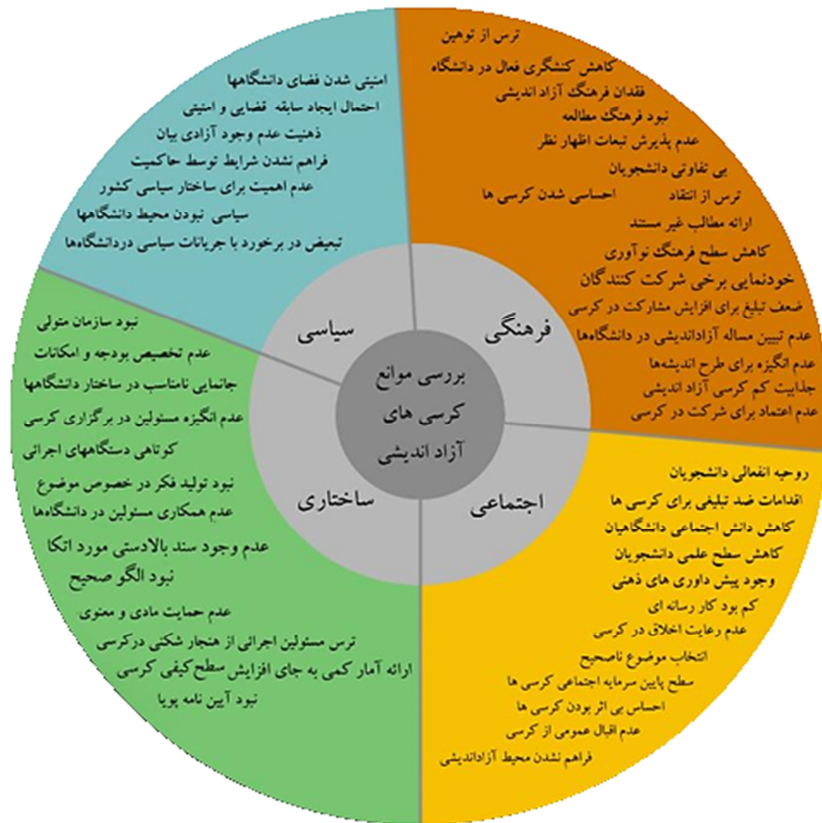 بررسی موانع
کرسی های
آزاد اندیشی
فرهنگی
ترس از توهین
کاهش کنشگری فعال در دانشگاه
فقدان فرهنگ آزاد اندیشی
نبود فرهنگ مطالعه
عدم پذیرش تبعات اظهار نظر
بی تفاوتی دانشجویان
ترس از انتقاد
احساسی شدن کرسی ها
ارائه مطالب غیر مستند
کاهش سطح فرهنگ نوآوری
خودنمایی برخی شرکت کنندگان
ضعف تبلیغ برای افزایش مشارکت در کرسی
عدم تبیین مساله آزاداندیشی در دانشگاه‌ها
عدم انگیزه برای طرح اندیشه‌ها
جذابیت کم کرسی آزاد اندیشی
عدم اعتماد برای شرکت در کرسی
اجتماعی
روحیه انفعالی دانشجویان
اقدامات ضد تبلیغی برای کرسی ها
کاهش دانش اجتماعی دانشگاهیان
کاهش سطح علمی دانشجویان
وجود پیش داوری های ذهنی
کم بود کار رسانه ای
عدم رعایت اخلاق در کرسی
انتخاب موضوع ناصحیح
سطح پایین سرمایه اجتماعی کرسی ها
احساس بی اثر بودن کرسی ها
عدم اقبال عمومی از کرسی
فراهم نشدن محیط آزاداندیشی
ساختاری
نبود سازمان متولی
عدم تخصیص بودجه و امکانات
جانمایی نامناسب در ساختار دانشگاهها
عدم انگیزه مسئولین در برگزاری کرسی
کوتاهی دستگاههای اجرائی
نبود تولید فکر در خصوص موضوع
عدم همکاری مسئولین در دانشگاه‌ها
عدم وجود سند بالادستی مورد اتکا
نبود الگو صحیح
عدم حمایت مادی و معنوی
ترس مسئولین اجرائی از هنجار شکنی درکرسی
ارائه آمار کمی به جای افزایش سطح کیفی کرسی
نبود آیین نامه پویا
سیاسی
امنیتی شدن فضای دانشگاهها
احتمال ایجاد سابقه قضایی و امنیتی
ذهنیت عدم وجود آزادی بیان
فراهم نشدن شرایط توسط حاکمیت
عدم اهمیت برای ساختار سیاسی کشور
سیاسی نبودن محیط دانشگاهها
تبعیض در برخورد با جریانات سیاسی دردانشگاه‌ها